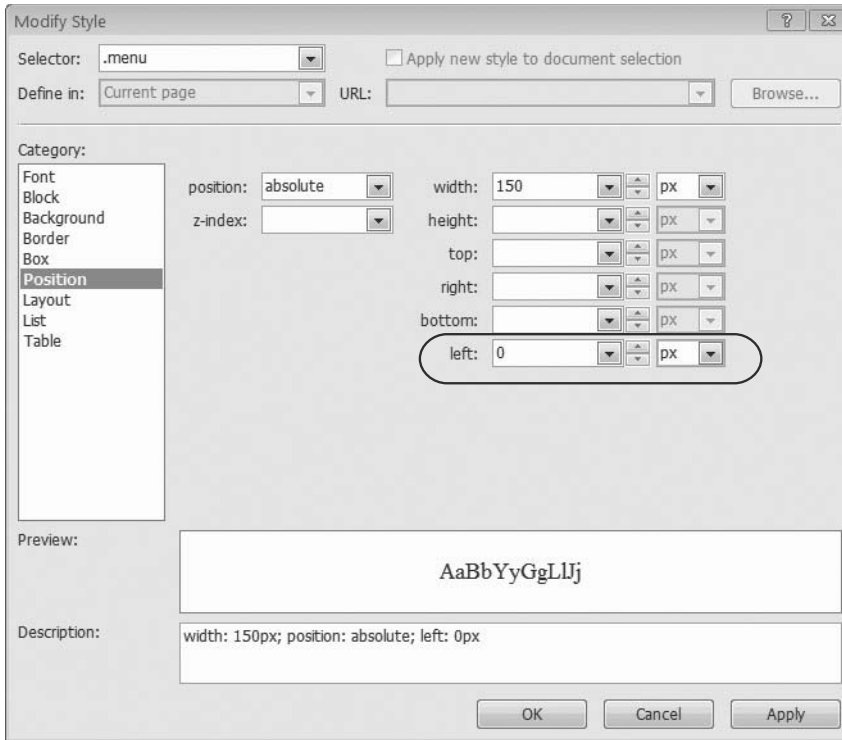 Modify Style
Selector: .menu Apply new style to document selection
Define in: Current page URL: Browse...
Category:
Font
Block
Background
Border
Box
Position
Layout
List
Table
position: absolute width: 150 px
z-index: height: px
top: px
right: px
bottom: px
left: 0 px
Preview:
AaBbYyGgLlJj
Description: width: 150px; position: absolute; left: 0px
OK Cancel Apply